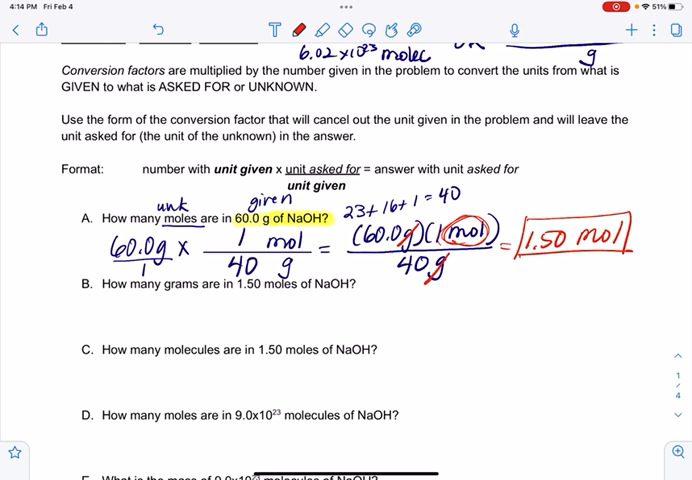 4:14 PM Fri Feb 4
51%
6.02 x 10²³ molec OR g
Conversion factors are multiplied by the number given in the problem to convert the units from what is
GIVEN to what is ASKED FOR or UNKNOWN.
Use the form of the conversion factor that will cancel out the unit given in the problem and will leave the
unit asked for (the unit of the unknown) in the answer.
Format: number with unit given x unit asked for = answer with unit asked for
unit given
unk given 23 + 16 + 1 = 40
A. How many moles are in 60.0 g of NaOH?
60.0g x 1 mol = (60.0g)(1 mol) = 1.50 mol
1 40 g 40g
B. How many grams are in 1.50 moles of NaOH?
C. How many molecules are in 1.50 moles of NaOH?
1
/
4
D. How many moles are in 9.0x10²³ molecules of NaOH?